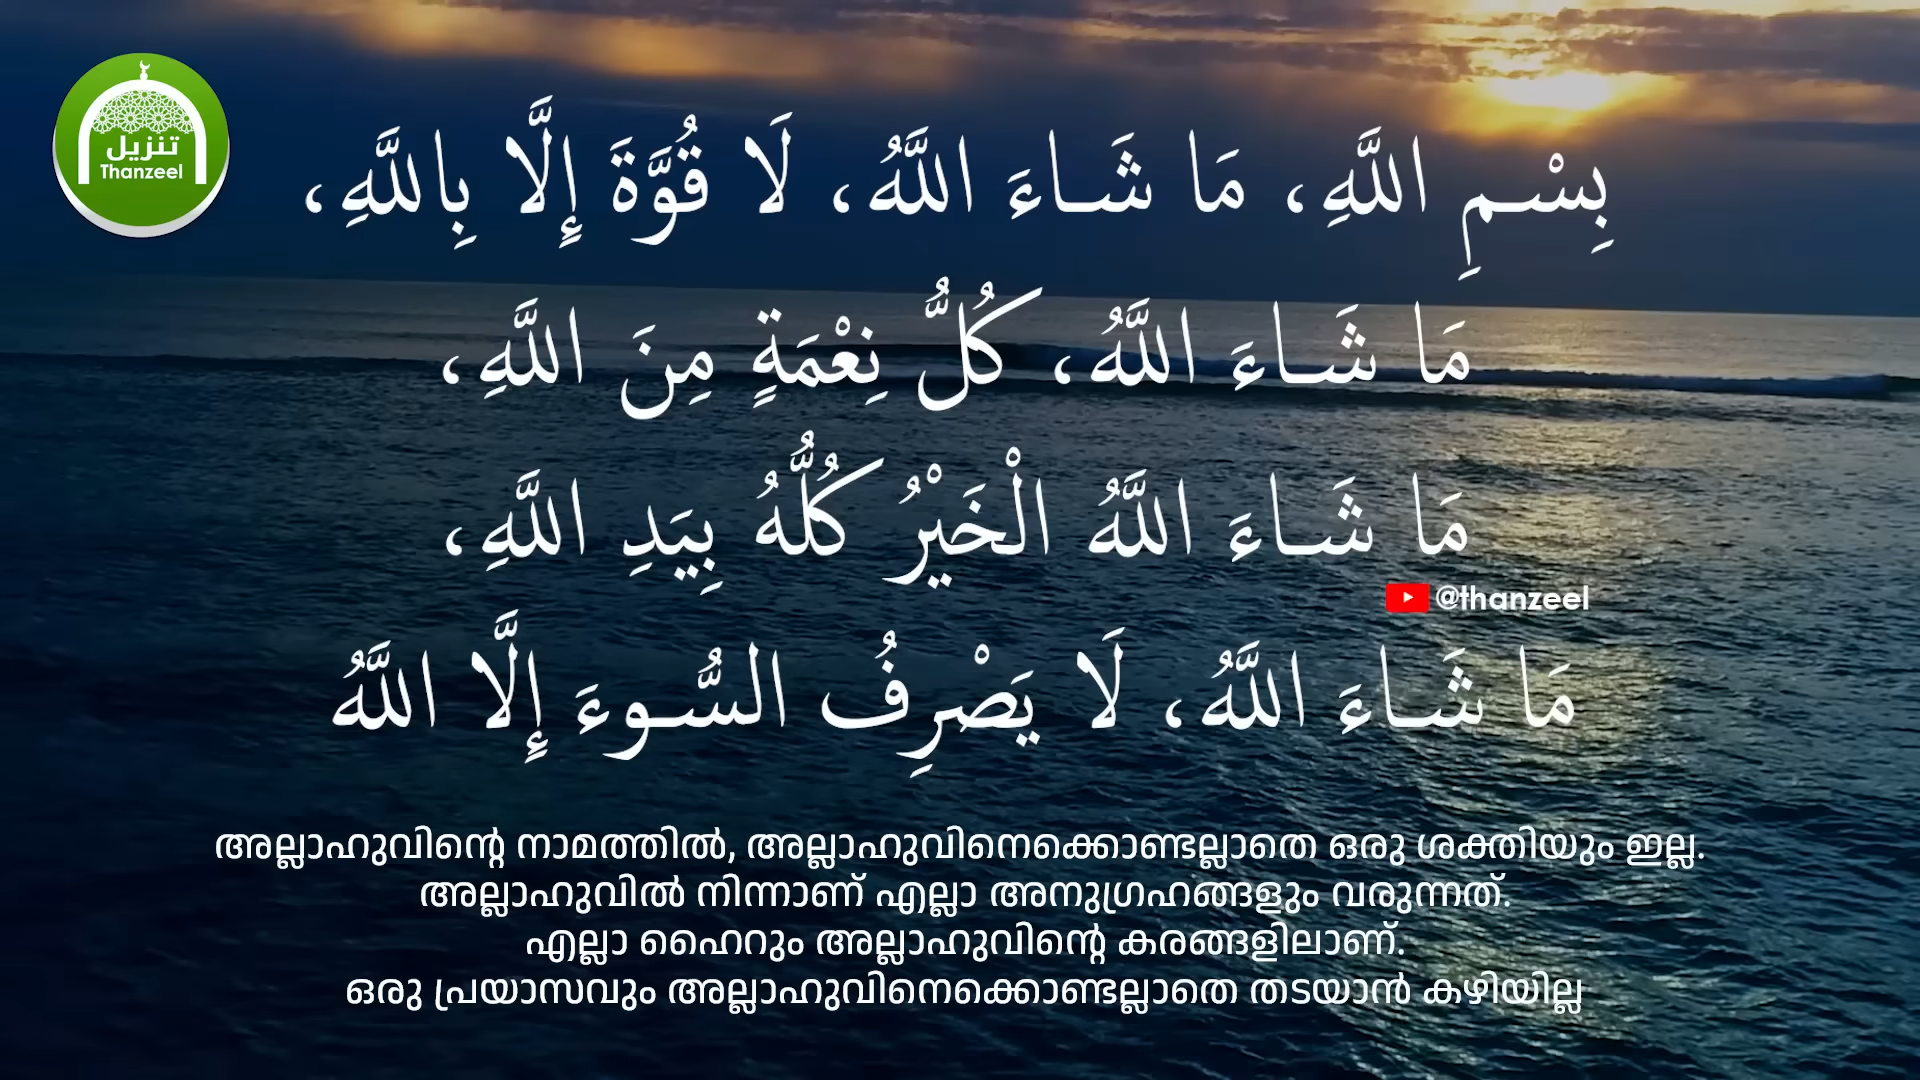 تنزيل
Thanzeel
بِسْمِ اللَّهِ، مَا شَاءَ اللَّهُ، لَا قُوَّةَ إِلَّا بِاللَّهِ،
مَا شَاءَ اللَّهُ، كُلُّ نِعْمَةٍ مِنَ اللَّهِ،
مَا شَاءَ اللَّهُ الْخَيْرُ كُلُّهُ بِيَدِ اللَّهِ،
@thanzeel
مَا شَاءَ اللَّهُ، لَا يَصْرِفُ السُّوءَ إِلَّا اللَّهُ
അല്ലാഹുവിന്റെ നാമത്തിൽ, അല്ലാഹുവിനെക്കൊണ്ടല്ലാതെ ഒരു ശക്തിയും ഇല്ല.
അല്ലാഹുവിൽ നിന്നാണ് എല്ലാ അനുഗ്രഹങ്ങളും വരുന്നത്.
എല്ലാ ഹൈറും അല്ലാഹുവിന്റെ കരങ്ങളിലാണ്.
ഒരു പ്രയാസവും അല്ലാഹുവിനെക്കൊണ്ടല്ലാതെ തടയാൻ കഴിയില്ല